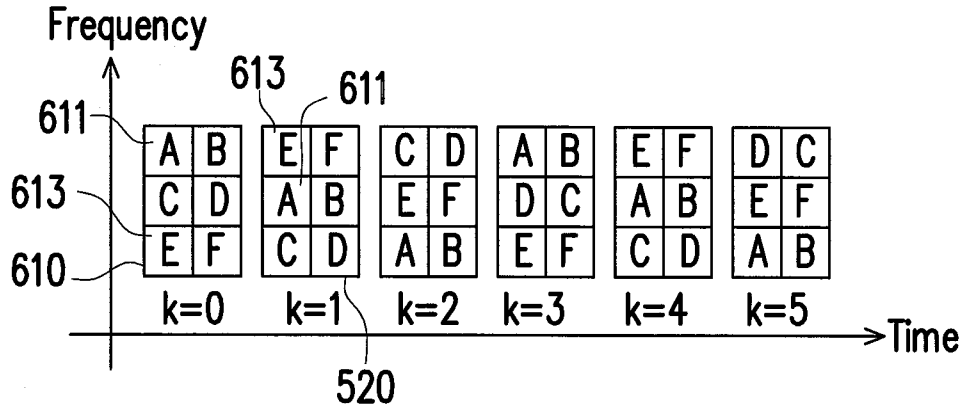 Frequency
613
611
611
A B E F C D A B E F D C
613
C D A B E F D C A B E F
E F C D A B E F C D A B
610
k=0 k=1 k=2 k=3 k=4 k=5
Time
520